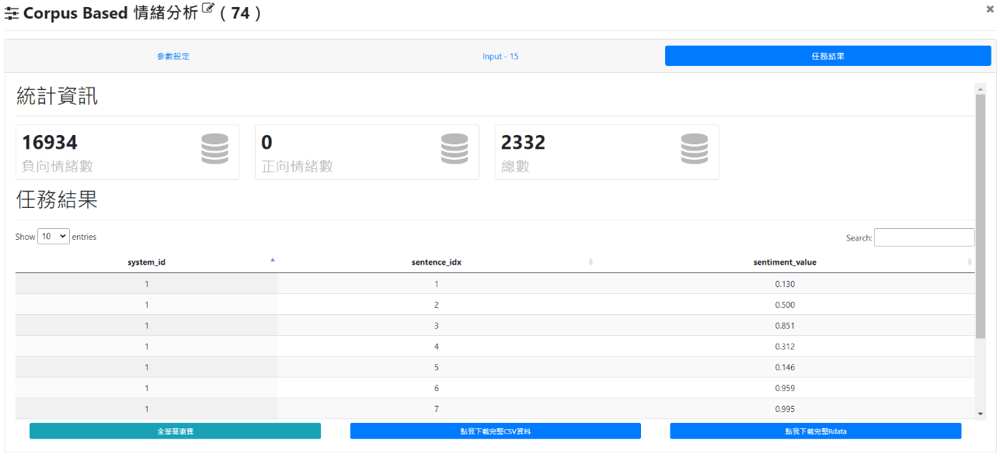 Corpus Based 情緒分析 ( 74 )
參數設定 Input - 15 任務結果
統計資訊
16934 0 2332
負向情緒數 正向情緒數 總數
任務結果
Show 10 entries Search:
system_id sentence_idx sentiment_value
1 1 0.130
1 2 0.500
1 3 0.851
1 4 0.312
1 5 0.146
1 6 0.959
1 7 0.995
全螢幕瀏覽 點我下載完整CSV資料 點我下載完整Rdata